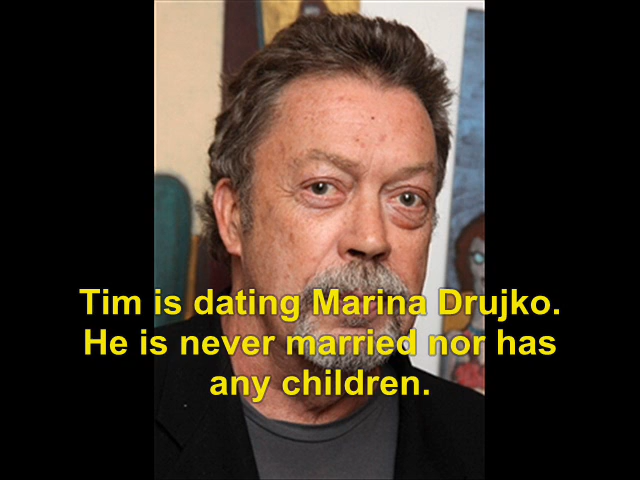 Tim is dating Marina Drujko.
He is never married nor has
any children.